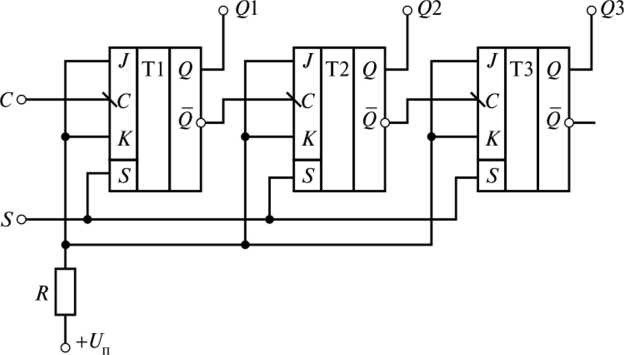 Q1 Q2 Q3
J T1 Q J T2 Q J T3 Q
C C Q̅ C Q̅ C Q̅
K K K
S S S
S
R
+Uп